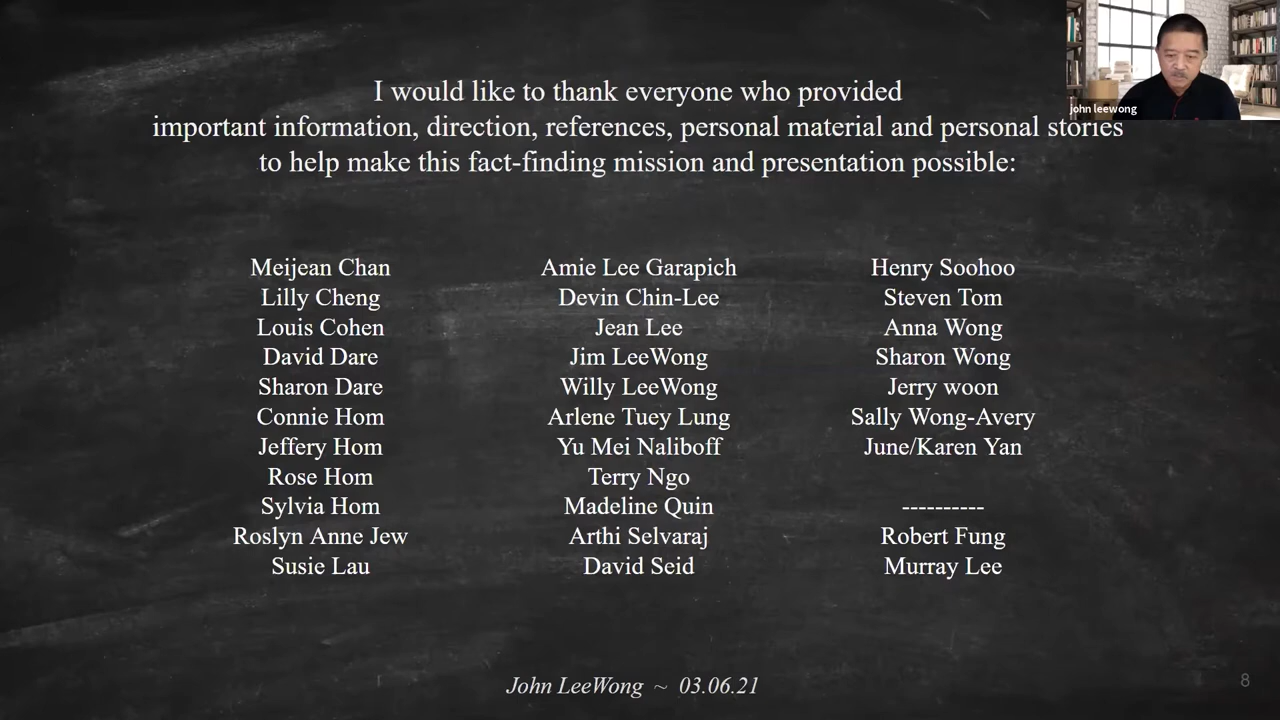 john leewong
I would like to thank everyone who provided
important information, direction, references, personal material and personal stories
to help make this fact-finding mission and presentation possible:
Meijean Chan
Lilly Cheng
Louis Cohen
David Dare
Sharon Dare
Connie Hom
Jeffery Hom
Rose Hom
Sylvia Hom
Roslyn Anne Jew
Susie Lau
Amie Lee Garapich
Devin Chin-Lee
Jean Lee
Jim LeeWong
Willy LeeWong
Arlene Tuey Lung
Yu Mei Naliboff
Terry Ngo
Madeline Quin
Arthi Selvaraj
David Seid
Henry Soohoo
Steven Tom
Anna Wong
Sharon Wong
Jerry woon
Sally Wong-Avery
June/Karen Yan
----------
Robert Fung
Murray Lee
John LeeWong ~ 03.06.21
8